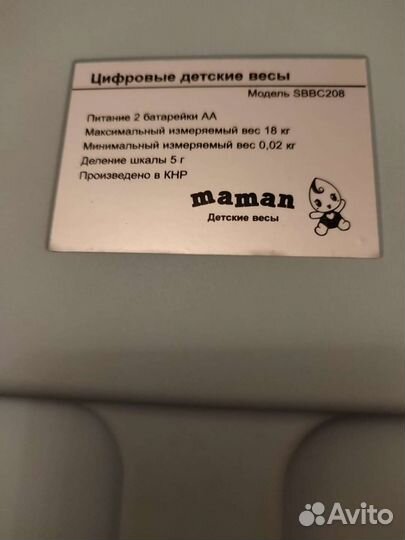 Цифровые детские весы
Модель SBBC208
Питание 2 батарейки АА
Максимальный измеряемый вес 18 кг
Минимальный измеряемый вес 0,02 кг
Деление шкалы 5 г
Произведено в КНР
maman
Детские весы
Avito